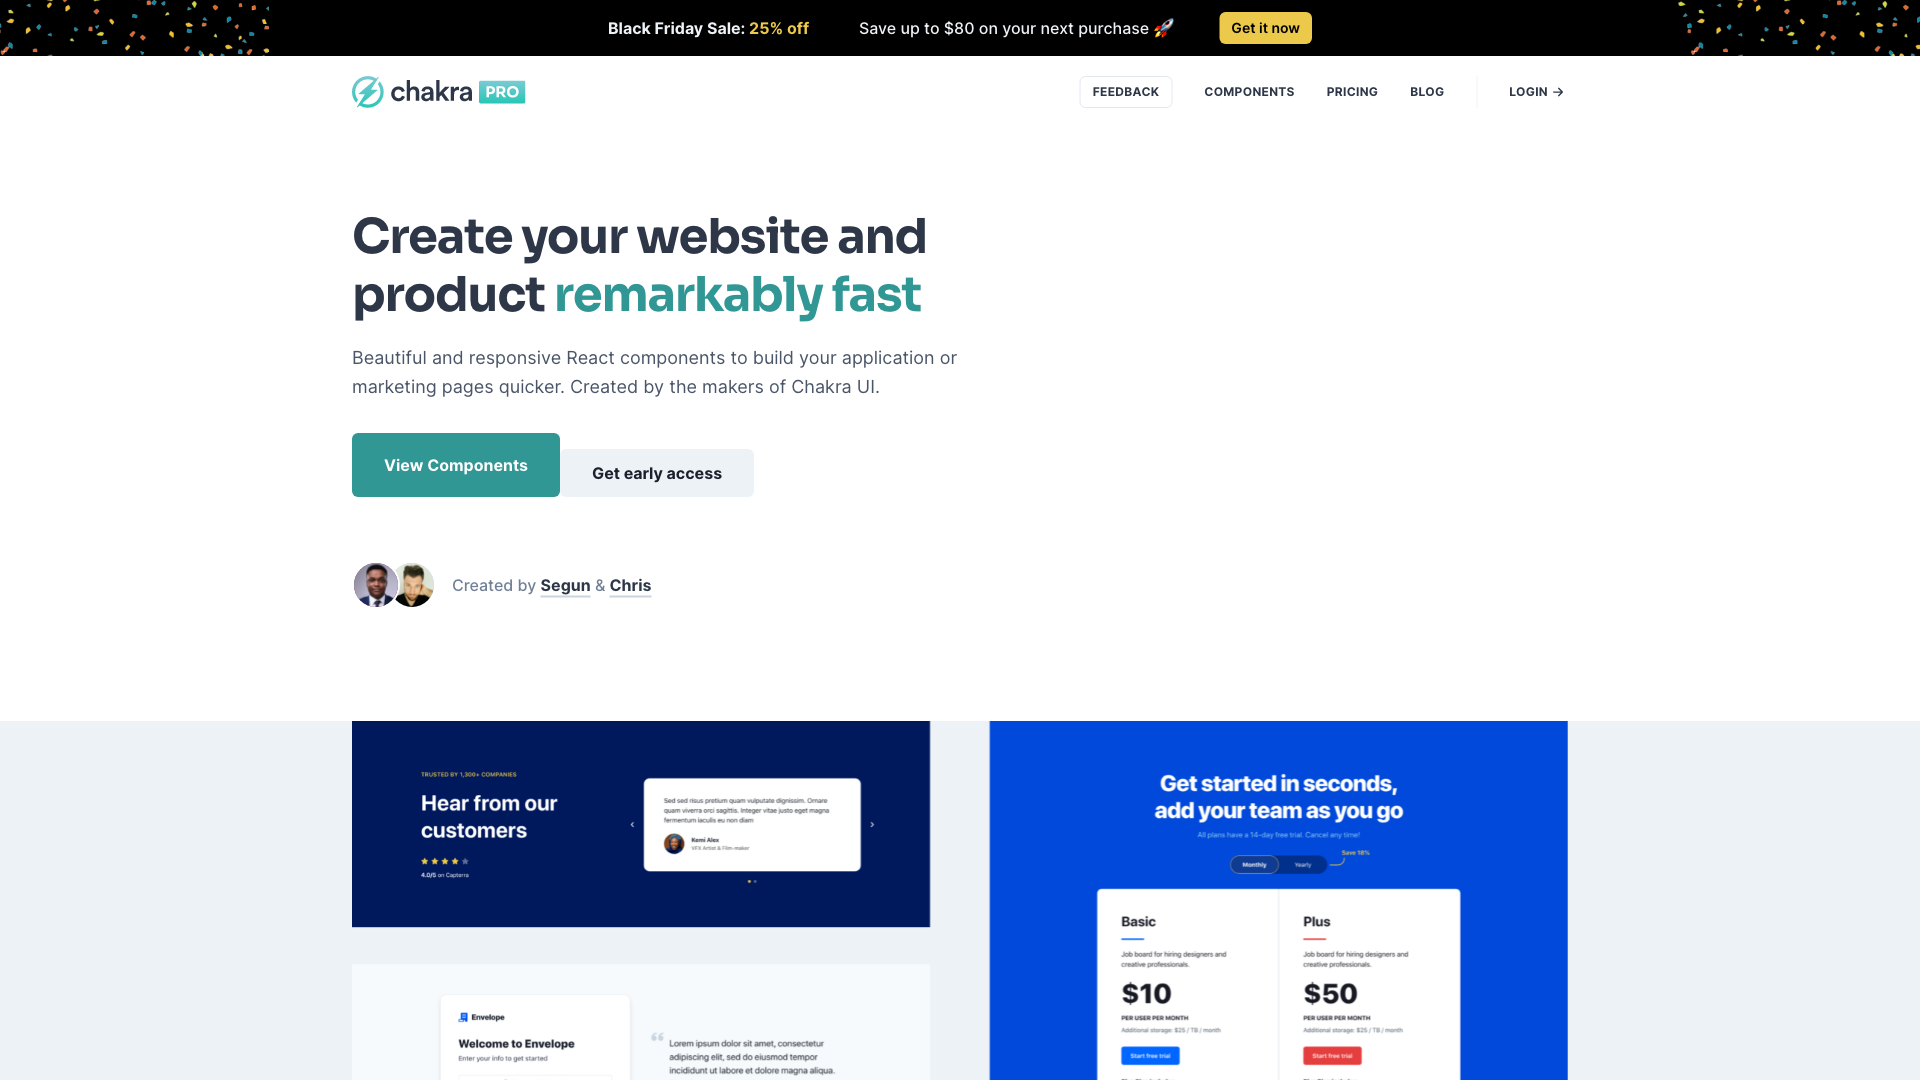 Black Friday Sale: 25% off
Save up to $80 on your next purchase 🚀
Get it now
chakra PRO
FEEDBACK
COMPONENTS
PRICING
BLOG
LOGIN →
Create your website and
product remarkably fast
Beautiful and responsive React components to build your application or
marketing pages quicker. Created by the makers of Chakra UI.
View Components
Get early access
Created by Segun & Chris
TRUSTED BY 1,300+ COMPANIES
Hear from our
customers
4.0/5 on Capterra
Sed sed risus pretium quam vulputate dignissim. Ornare
quam viverra orci sagittis. Integer vitae justo eget magna
fermentum iaculis eu non diam
Kemi Alex
VFX Artist & Film-maker
Envelope
Welcome to Envelope
Enter your info to get started
“
Lorem ipsum dolor sit amet, consectetur
adipiscing elit, sed do eiusmod tempor
incididunt ut labore et dolore magna aliqua.
Get started in seconds,
add your team as you go
All plans have a 14-day free trial. Cancel any time!
Monthly
Yearly
Save 18%
Basic
Job board for hiring designers and
creative professionals.
$10
PER USER PER MONTH
Additional storage: $25 / TB / month
Start free trial
Plus
Job board for hiring designers and
creative professionals.
$50
PER USER PER MONTH
Additional storage: $25 / TB / month
Start free trial